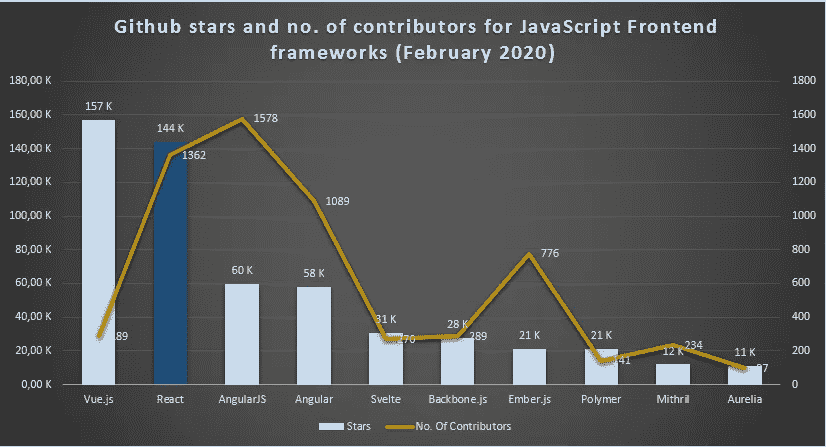 Github stars and no. of contributors for JavaScript Frontend
frameworks (February 2020)
180,00 K
160,00 K
140,00 K
120,00 K
100,00 K
80,00 K
60,00 K
40,00 K
20,00 K
0,00 K
157 K
144 K
60 K
58 K
31 K
28 K
21 K
21 K
12 K
11 K
1362
1578
1089
289
776
234
1800
1600
1400
1200
1000
800
600
400
200
0
Vue.js
React
AngularJS
Angular
Svelte
Backbone.js
Ember.js
Polymer
Mithril
Aurelia
Stars
No. Of Contributors